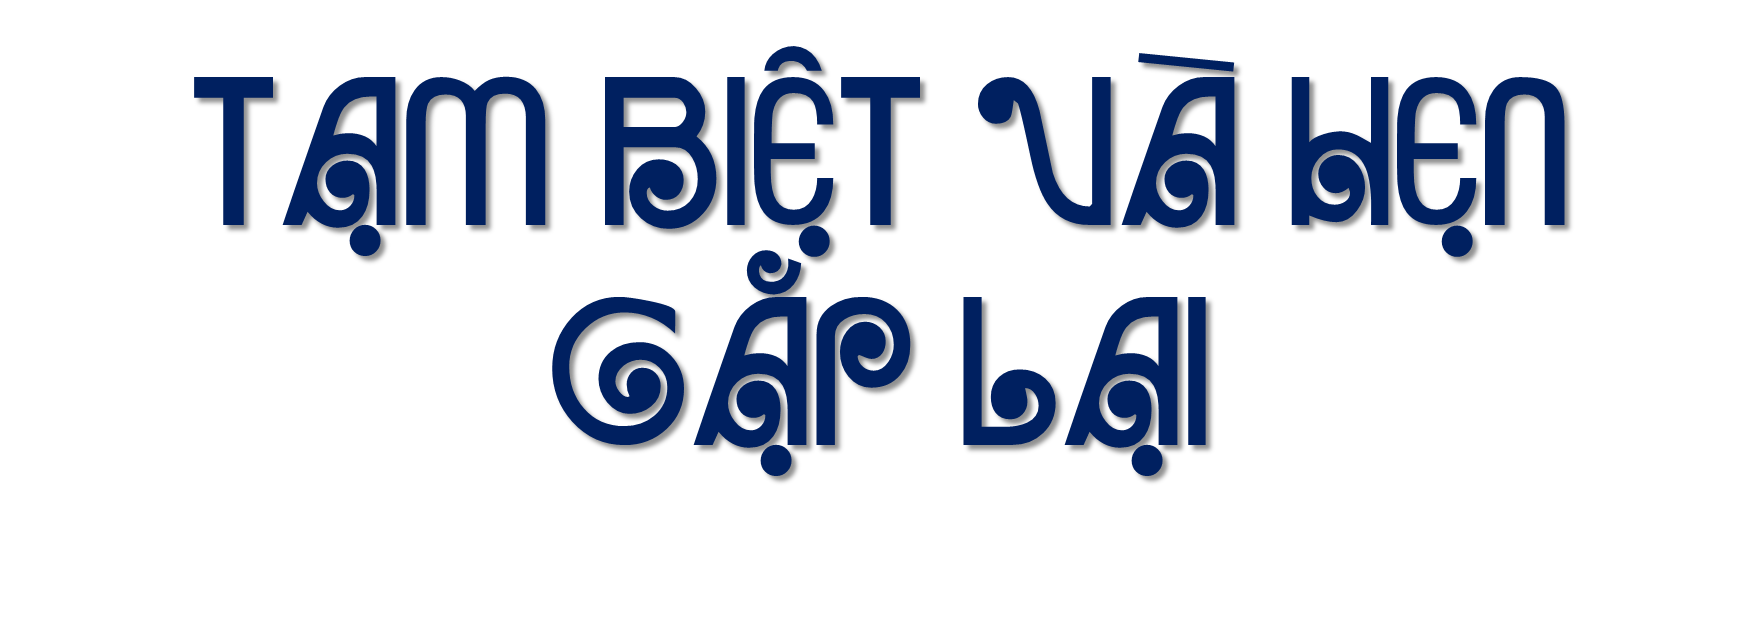 TẠM BIỆT VÀ HẸN
GẶP LẠI